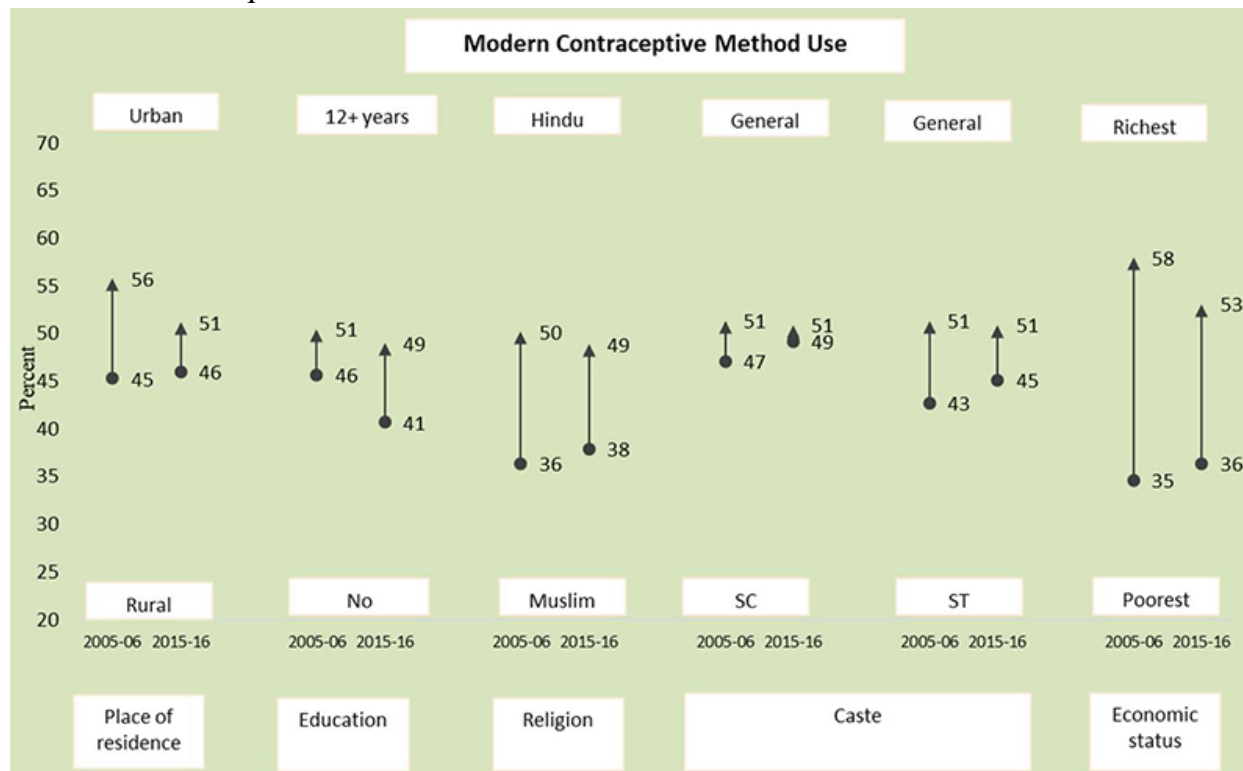 Modern Contraceptive Method Use
Urban 12+ years Hindu General General Richest
70
65
60
55
50
45
40
35
30
25
20
Percent
56 51
45 46
51 49
46 41
50 49
36 38
51 51
47 49
51 51
43 45
58 53
35 36
Rural No Muslim SC ST Poorest
2005-06 2015-16 2005-06 2015-16 2005-06 2015-16 2005-06 2015-16 2005-06 2015-16 2005-06 2015-16
Place of
residence
Education
Religion
Caste
Economic
status